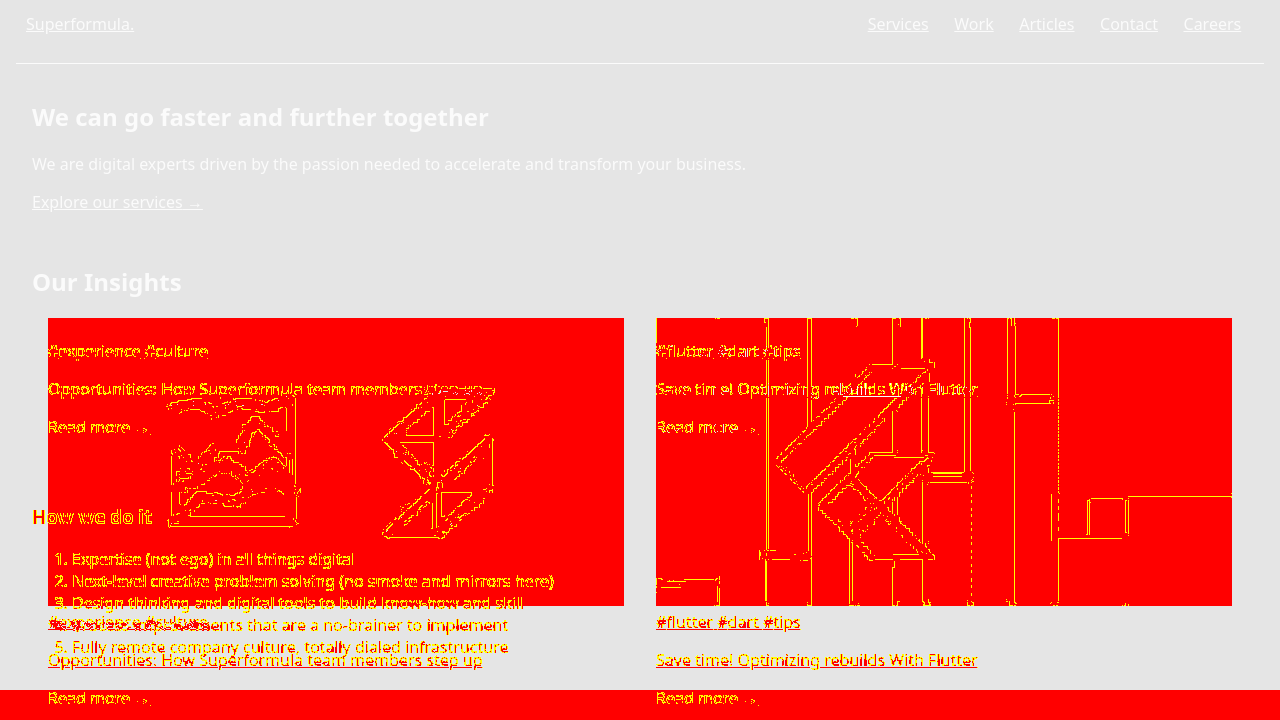 Superformula.
Services Work Articles Contact Careers
We can go faster and further together
We are digital experts driven by the passion needed to accelerate and transform your business.
Explore our services →
Our Insights
#experience #culture
Opportunities: How Superformula team members step up
Read more →
#flutter #dart #tips
Save time! Optimizing rebuilds With Flutter
Read more →
How we do it
1. Expertise (not ego) in all things digital
2. Next-level creative problem solving (no smoke and mirrors here)
3. Design thinking and digital tools to build know-how and skill
that are a no-brainer to implement
5. Fully remote company culture, totally dialed infrastructure
#experience #culture
Opportunities: How Superformula team members step up
Read more →
#flutter #dart #tips
Save time! Optimizing rebuilds With Flutter
Read more →